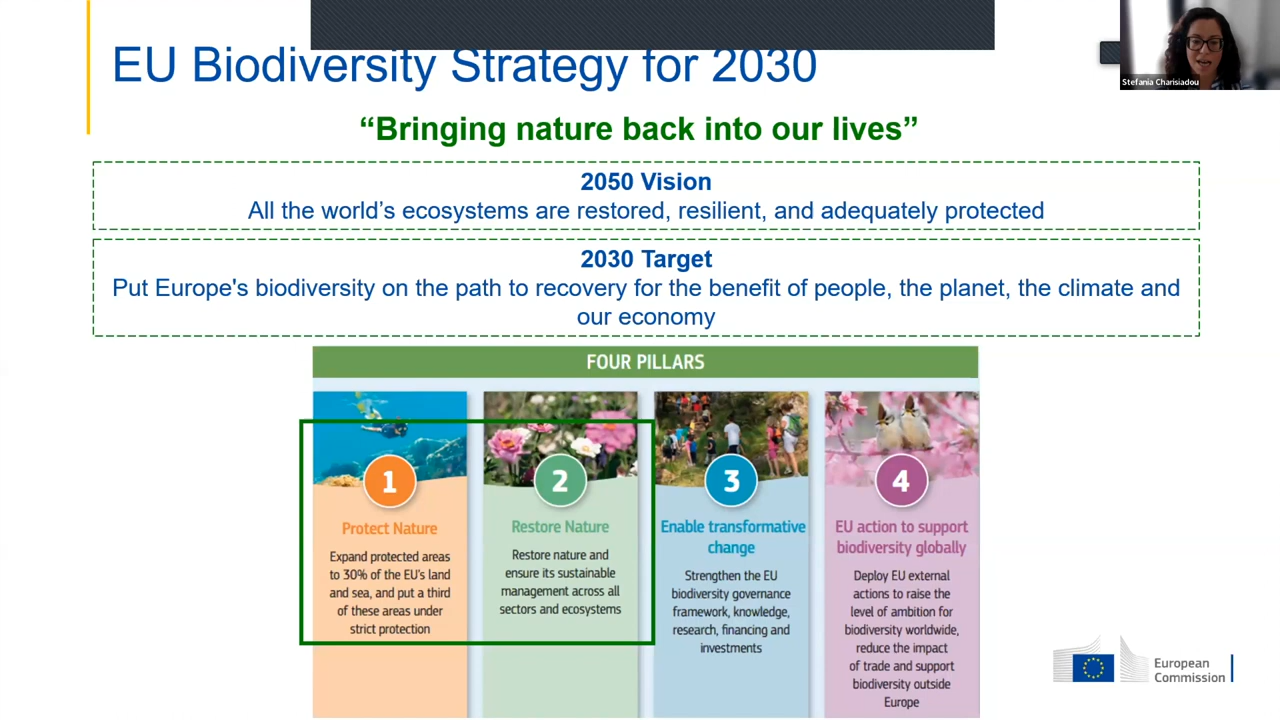 EU Biodiversity Strategy for 2030
Stefania Charisiadou
“Bringing nature back into our lives”
2050 Vision
All the world’s ecosystems are restored, resilient, and adequately protected
2030 Target
Put Europe's biodiversity on the path to recovery for the benefit of people, the planet, the climate and
our economy
FOUR PILLARS
1
Protect Nature
Expand protected areas
to 30% of the EU's land
and sea, and put a third
of these areas under
strict protection
2
Restore Nature
Restore nature and
ensure its sustainable
management across all
sectors and ecosystems
3
Enable transformative
change
Strengthen the EU
biodiversity governance
framework, knowledge,
research, financing and
investments
4
EU action to support
biodiversity globally
Deploy EU external
actions to raise the
level of ambition for
biodiversity worldwide,
reduce the impact
of trade and support
biodiversity outside
Europe
European
Commission